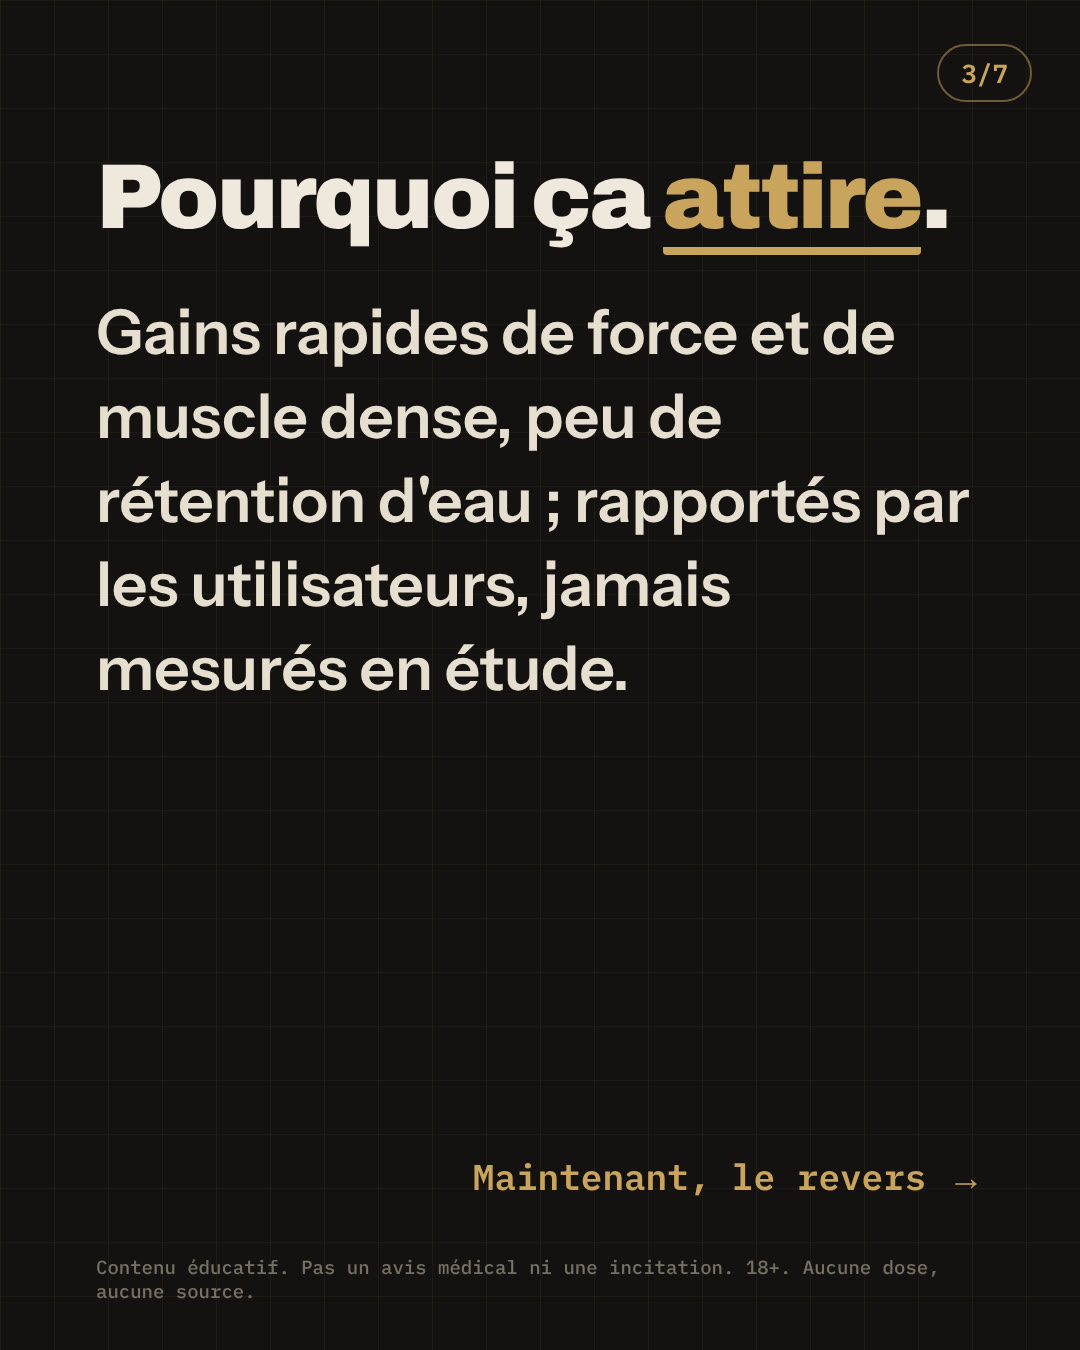 3/7
Pourquoi ça attire.
Gains rapides de force et de
muscle dense, peu de
rétention d'eau ; rapportés par
les utilisateurs, jamais
mesurés en étude.
Maintenant, le revers →
Contenu éducatif. Pas un avis médical ni une incitation. 18+. Aucune dose,
aucune source.